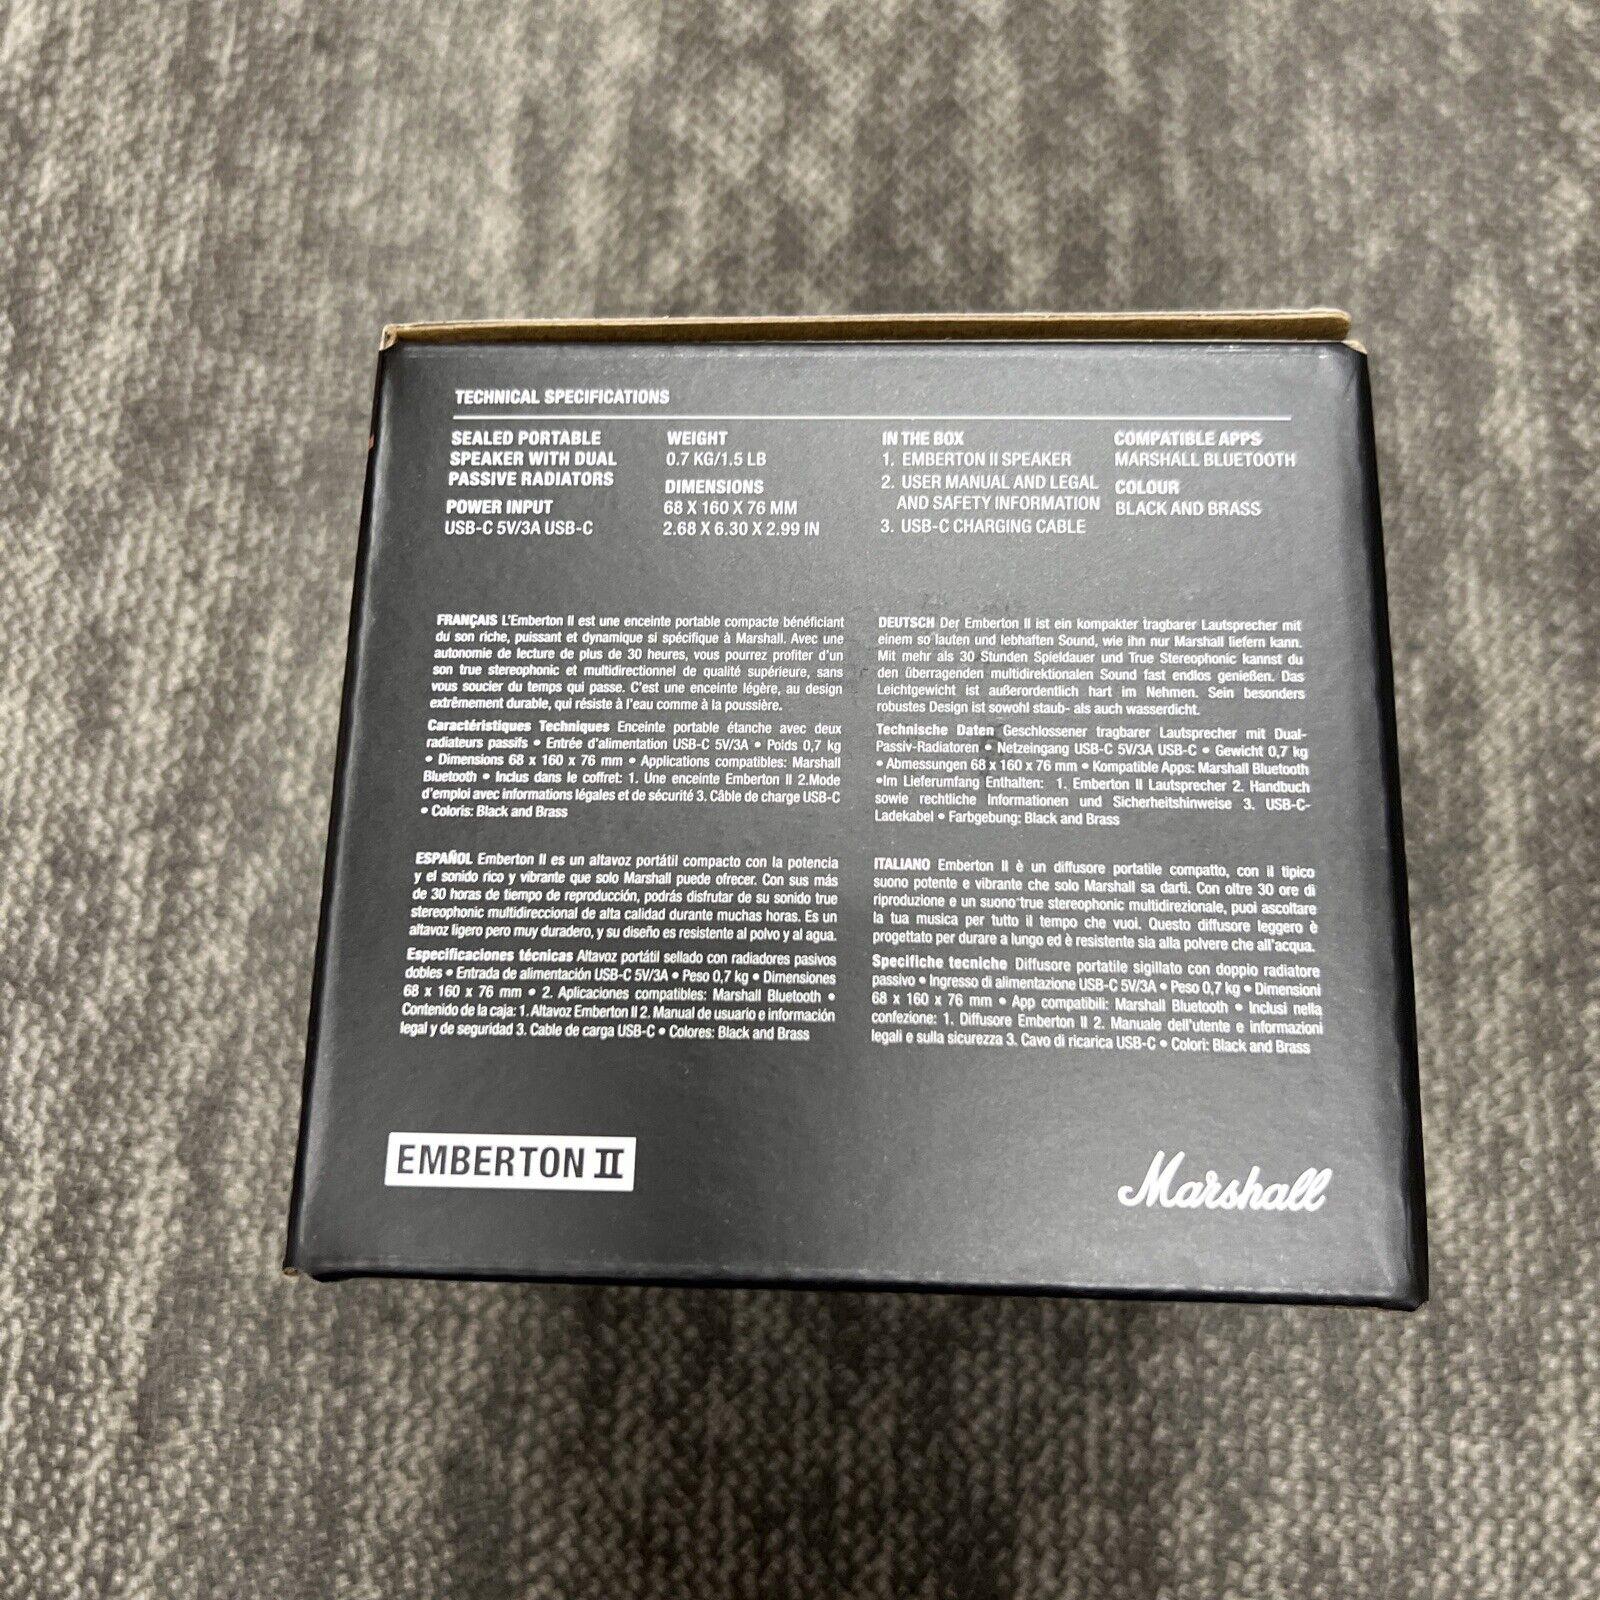 TECHNICAL SPECIFICATIONS
SEALED PORTABLE
SPEAKER WITH DUAL
PASSIVE RADIATORS
POWER INPUT
USB-C 5V/3A USB-C
WEIGHT
0.7 KG/1.5 LB
DIMENSIONS
68 X 160 X 76 MM
2.68 X 6.30 X 2.99 IN
IN THE BOX
1. EMBERTON II SPEAKER
2. USER MANUAL AND LEGAL
AND SAFETY INFORMATION
3. USB-C CHARGING CABLE
COMPATIBLE APPS
MARSHALL BLUETOOTH
COLOUR
BLACK AND BRASS
FRANÇAIS L'Emberton II est une enceinte portable compacte bénéficiant
du son riche, puissant et dynamique si spécifique à Marshall. Avec une
autonomie de lecture de plus de 30 heures, vous pourrez profiter d'un
son true stereophonic et multidirectionnel de qualité supérieure, sans
vous soucier du temps qui passe. C'est une enceinte légère, au design
extrêmement durable, qui résiste à l'eau comme à la poussière.
Caractéristiques Techniques Enceinte portable étanche avec deux
radiateurs passifs • Entrée d'alimentation USB-C 5V/3A • Poids 0,7 kg
• Dimensions 68 x 160 x 76 mm • Applications compatibles: Marshall
Bluetooth • Inclus dans le coffret: 1. Une enceinte Emberton II 2.Mode
d'emploi avec informations légales et de sécurité 3. Câble de charge USB-C
• Coloris: Black and Brass
DEUTSCH Der Emberton II ist ein kompakter tragbarer Lautsprecher mit
einem so lauten und lebhaften Sound, wie ihn nur Marshall liefern kann.
Mit mehr als 30 Stunden Spieldauer und True Stereophonic kannst du
den überragenden multidirektionalen Sound fast endlos genießen. Das
Leichtgewicht ist außerordentlich hart im Nehmen. Sein besonders
robustes Design ist sowohl staub- als auch wasserdicht.
Technische Daten Geschlossener tragbarer Lautsprecher mit Dual-
Passiv-Radiatoren • Netzeingang USB-C 5V/3A USB-C • Gewicht 0,7 kg
• Abmessungen 68 x 160 x 76 mm • Kompatible Apps: Marshall Bluetooth
•Im Lieferumfang Enthalten: 1. Emberton II Lautsprecher 2. Handbuch
sowie rechtliche Informationen und Sicherheitshinweise 3. USB-C-
Ladekabel • Farbgebung: Black and Brass
ESPAÑOL Emberton II es un altavoz portátil compacto con la potencia
y el sonido rico y vibrante que solo Marshall puede ofrecer. Con sus más
de 30 horas de tiempo de reproducción, podrás disfrutar de su sonido true
stereophonic multidireccional de alta calidad durante muchas horas. Es un
altavoz ligero pero muy duradero, y su diseño es resistente al polvo y al agua.
Especificaciones técnicas Altavoz portátil sellado con radiadores pasivos
dobles • Entrada de alimentación USB-C 5V/3A • Peso 0,7 kg • Dimensiones
68 x 160 x 76 mm • 2. Aplicaciones compatibles: Marshall Bluetooth •
Contenido de la caja: 1. Altavoz Emberton II 2. Manual de usuario e información
legal y de seguridad 3. Cable de carga USB-C • Colores: Black and Brass
ITALIANO Emberton II è un diffusore portatile compatto, con il tipico
suono potente e vibrante che solo Marshall sa darti. Con oltre 30 ore di
riproduzione e un suono true stereophonic multidirezionale, puoi ascoltare
la tua musica per tutto il tempo che vuoi. Questo diffusore leggero è
progettato per durare a lungo ed è resistente sia alla polvere che all'acqua.
Specifiche tecniche Diffusore portatile sigillato con doppio radiatore
passivo • Ingresso di alimentazione USB-C 5V/3A • Peso 0,7 kg • Dimensioni
68 x 160 x 76 mm • App compatibili: Marshall Bluetooth • Inclusi nella
confezione: 1. Diffusore Emberton II 2. Manuale dell'utente e informazioni
legali e sulla sicurezza 3. Cavo di ricarica USB-C • Colori: Black and Brass
EMBERTON II
Marshall